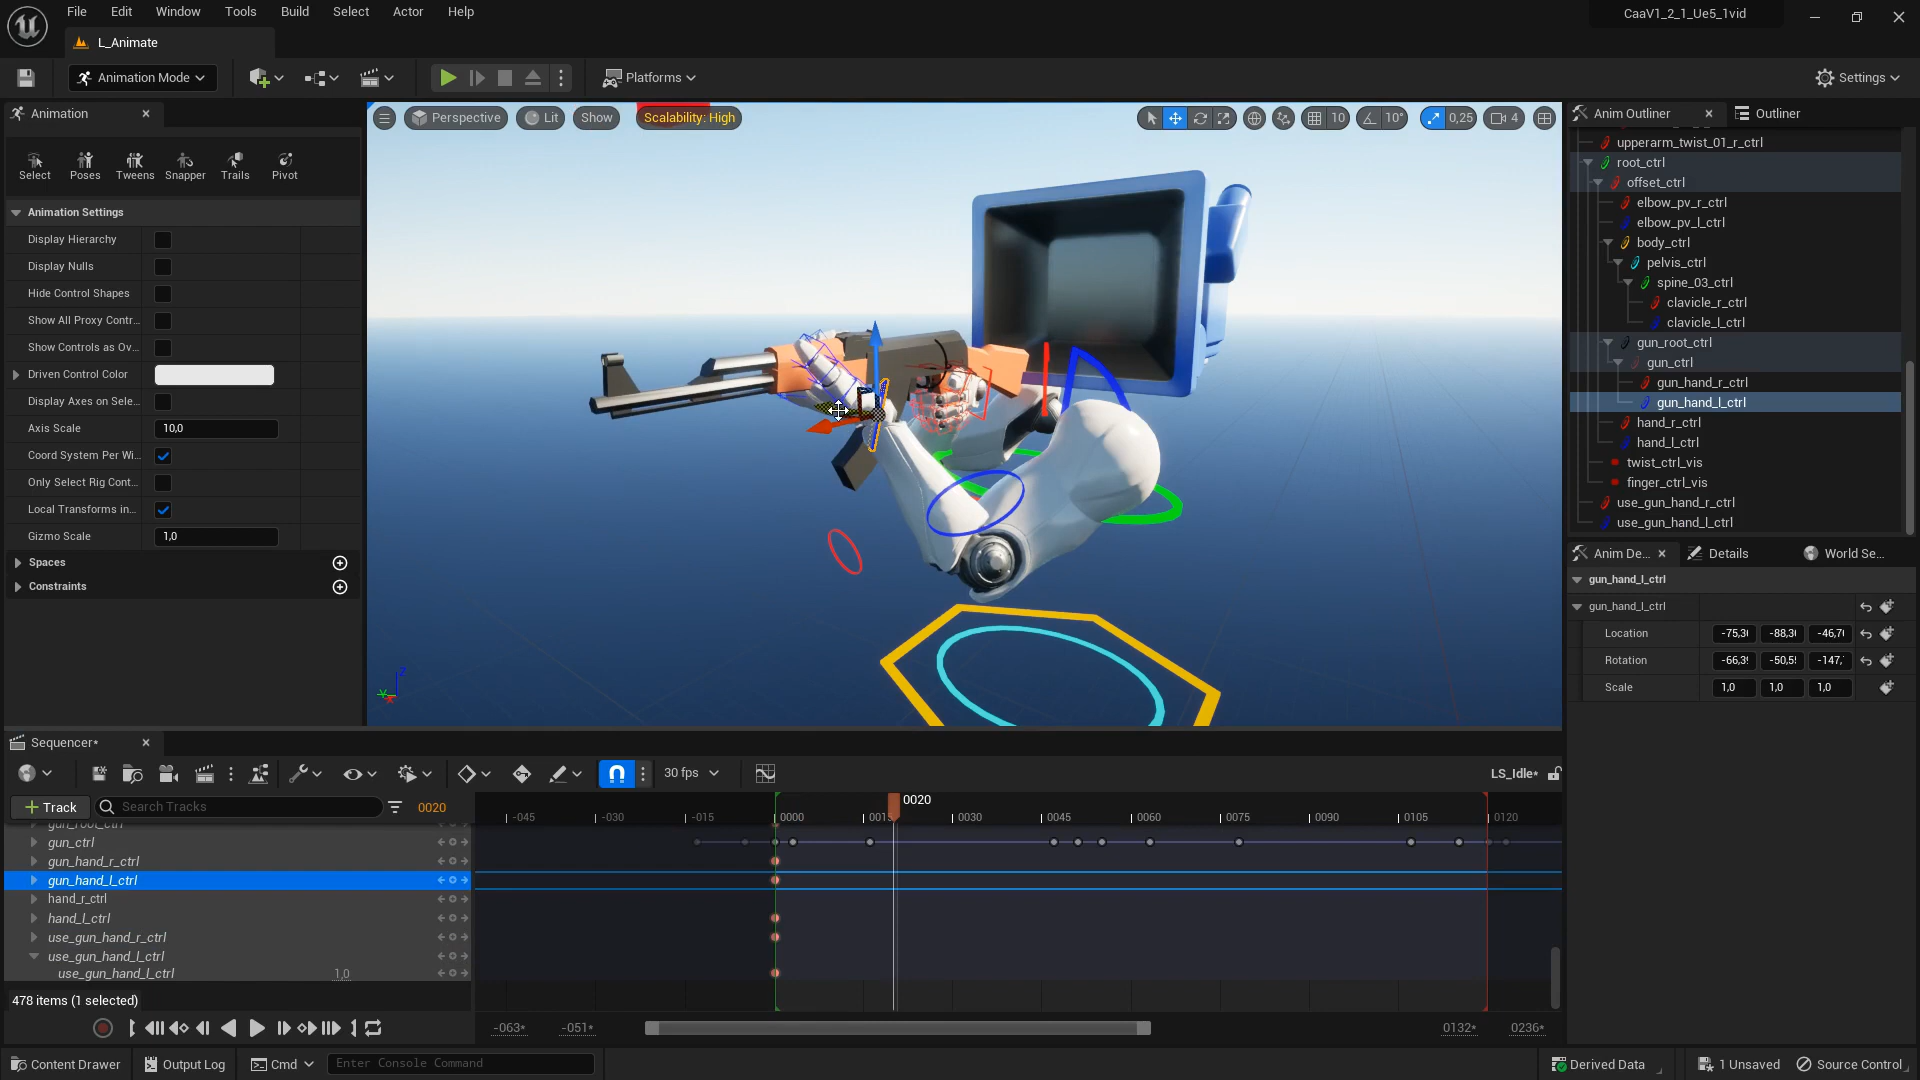 File Edit Window Tools Build Select Actor Help
CaaV1_2_1_Ue5_1vid
L_Animate
Animation Mode
Platforms
Settings
Animation
Perspective
Lit
Show
Scalability: High
10
10°
0,25
4
Anim Outliner
Outliner
Select
Poses
Tweens
Snapper
Trails
Pivot
Animation Settings
Display Hierarchy
Display Nulls
Hide Control Shapes
Show All Proxy Contr...
Show Controls as Ov...
Driven Control Color
Display Axes on Sele...
Axis Scale 10,0
Coord System Per Wi...
Only Select Rig Cont...
Local Transforms in...
Gizmo Scale 1,0
Spaces
Constraints
upperarm_twist_01_r_ctrl
root_ctrl
offset_ctrl
elbow_pv_r_ctrl
elbow_pv_l_ctrl
body_ctrl
pelvis_ctrl
spine_03_ctrl
clavicle_r_ctrl
clavicle_l_ctrl
gun_root_ctrl
gun_ctrl
gun_hand_r_ctrl
gun_hand_l_ctrl
hand_r_ctrl
hand_l_ctrl
twist_ctrl_vis
finger_ctrl_vis
use_gun_hand_r_ctrl
use_gun_hand_l_ctrl
Anim De...
Details
World Se...
gun_hand_l_ctrl
gun_hand_l_ctrl
Location
Rotation
Scale 1,0 1,0 1,0
Z
Y
Sequencer*
30 fps
LS_Idle*
Track
Search Tracks
0020
0020
-045 -030 -015 0000 0015 0030 0045 0060 0075 0090 0105 0120
gun_root_ctrl
gun_ctrl
gun_hand_r_ctrl
gun_hand_l_ctrl
hand_r_ctrl
hand_l_ctrl
use_gun_hand_r_ctrl
use_gun_hand_l_ctrl
use_gun_hand_l_ctrl 1,0
478 items (1 selected)
-063* -051* 0132* 0236*
Content Drawer
Output Log
Cmd
Enter Console Command
Derived Data
1 Unsaved
Source Control